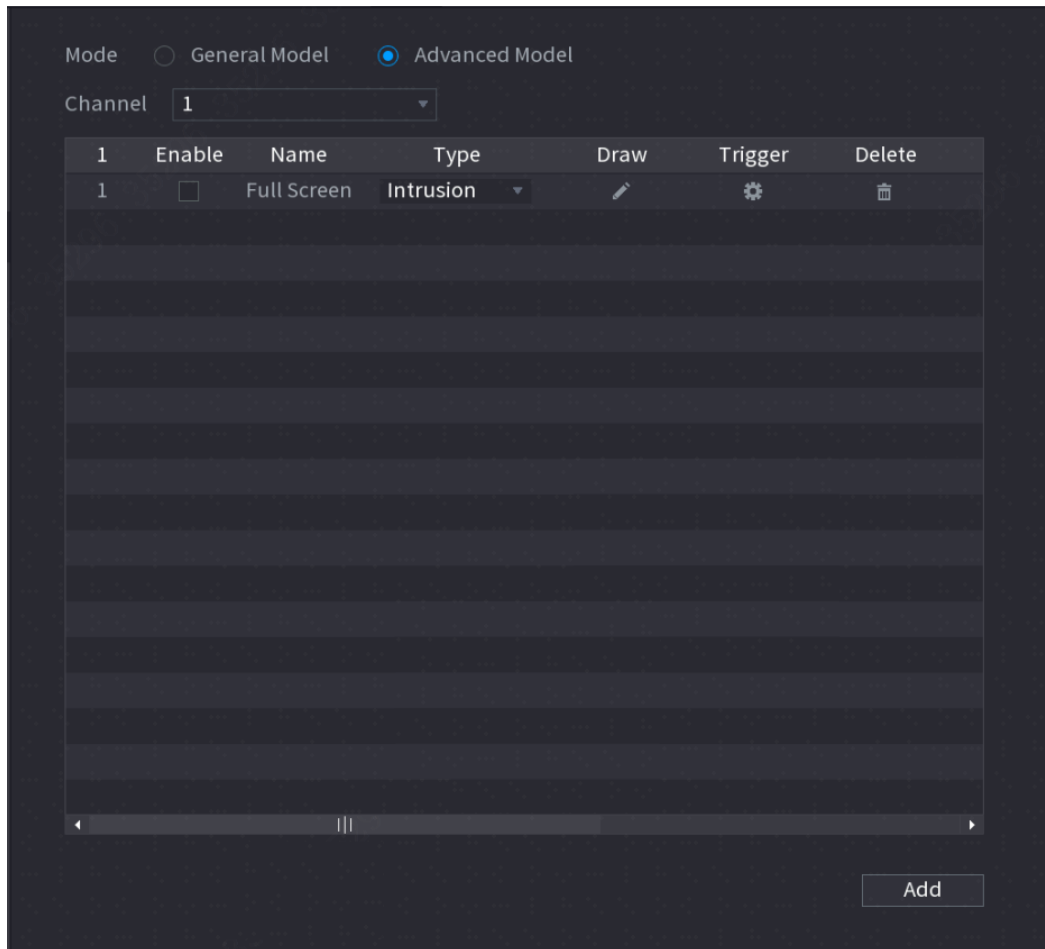 Mode General Model Advanced Model
Channel 1
1 Enable Name Type Draw Trigger Delete
1 Full Screen Intrusion
Add